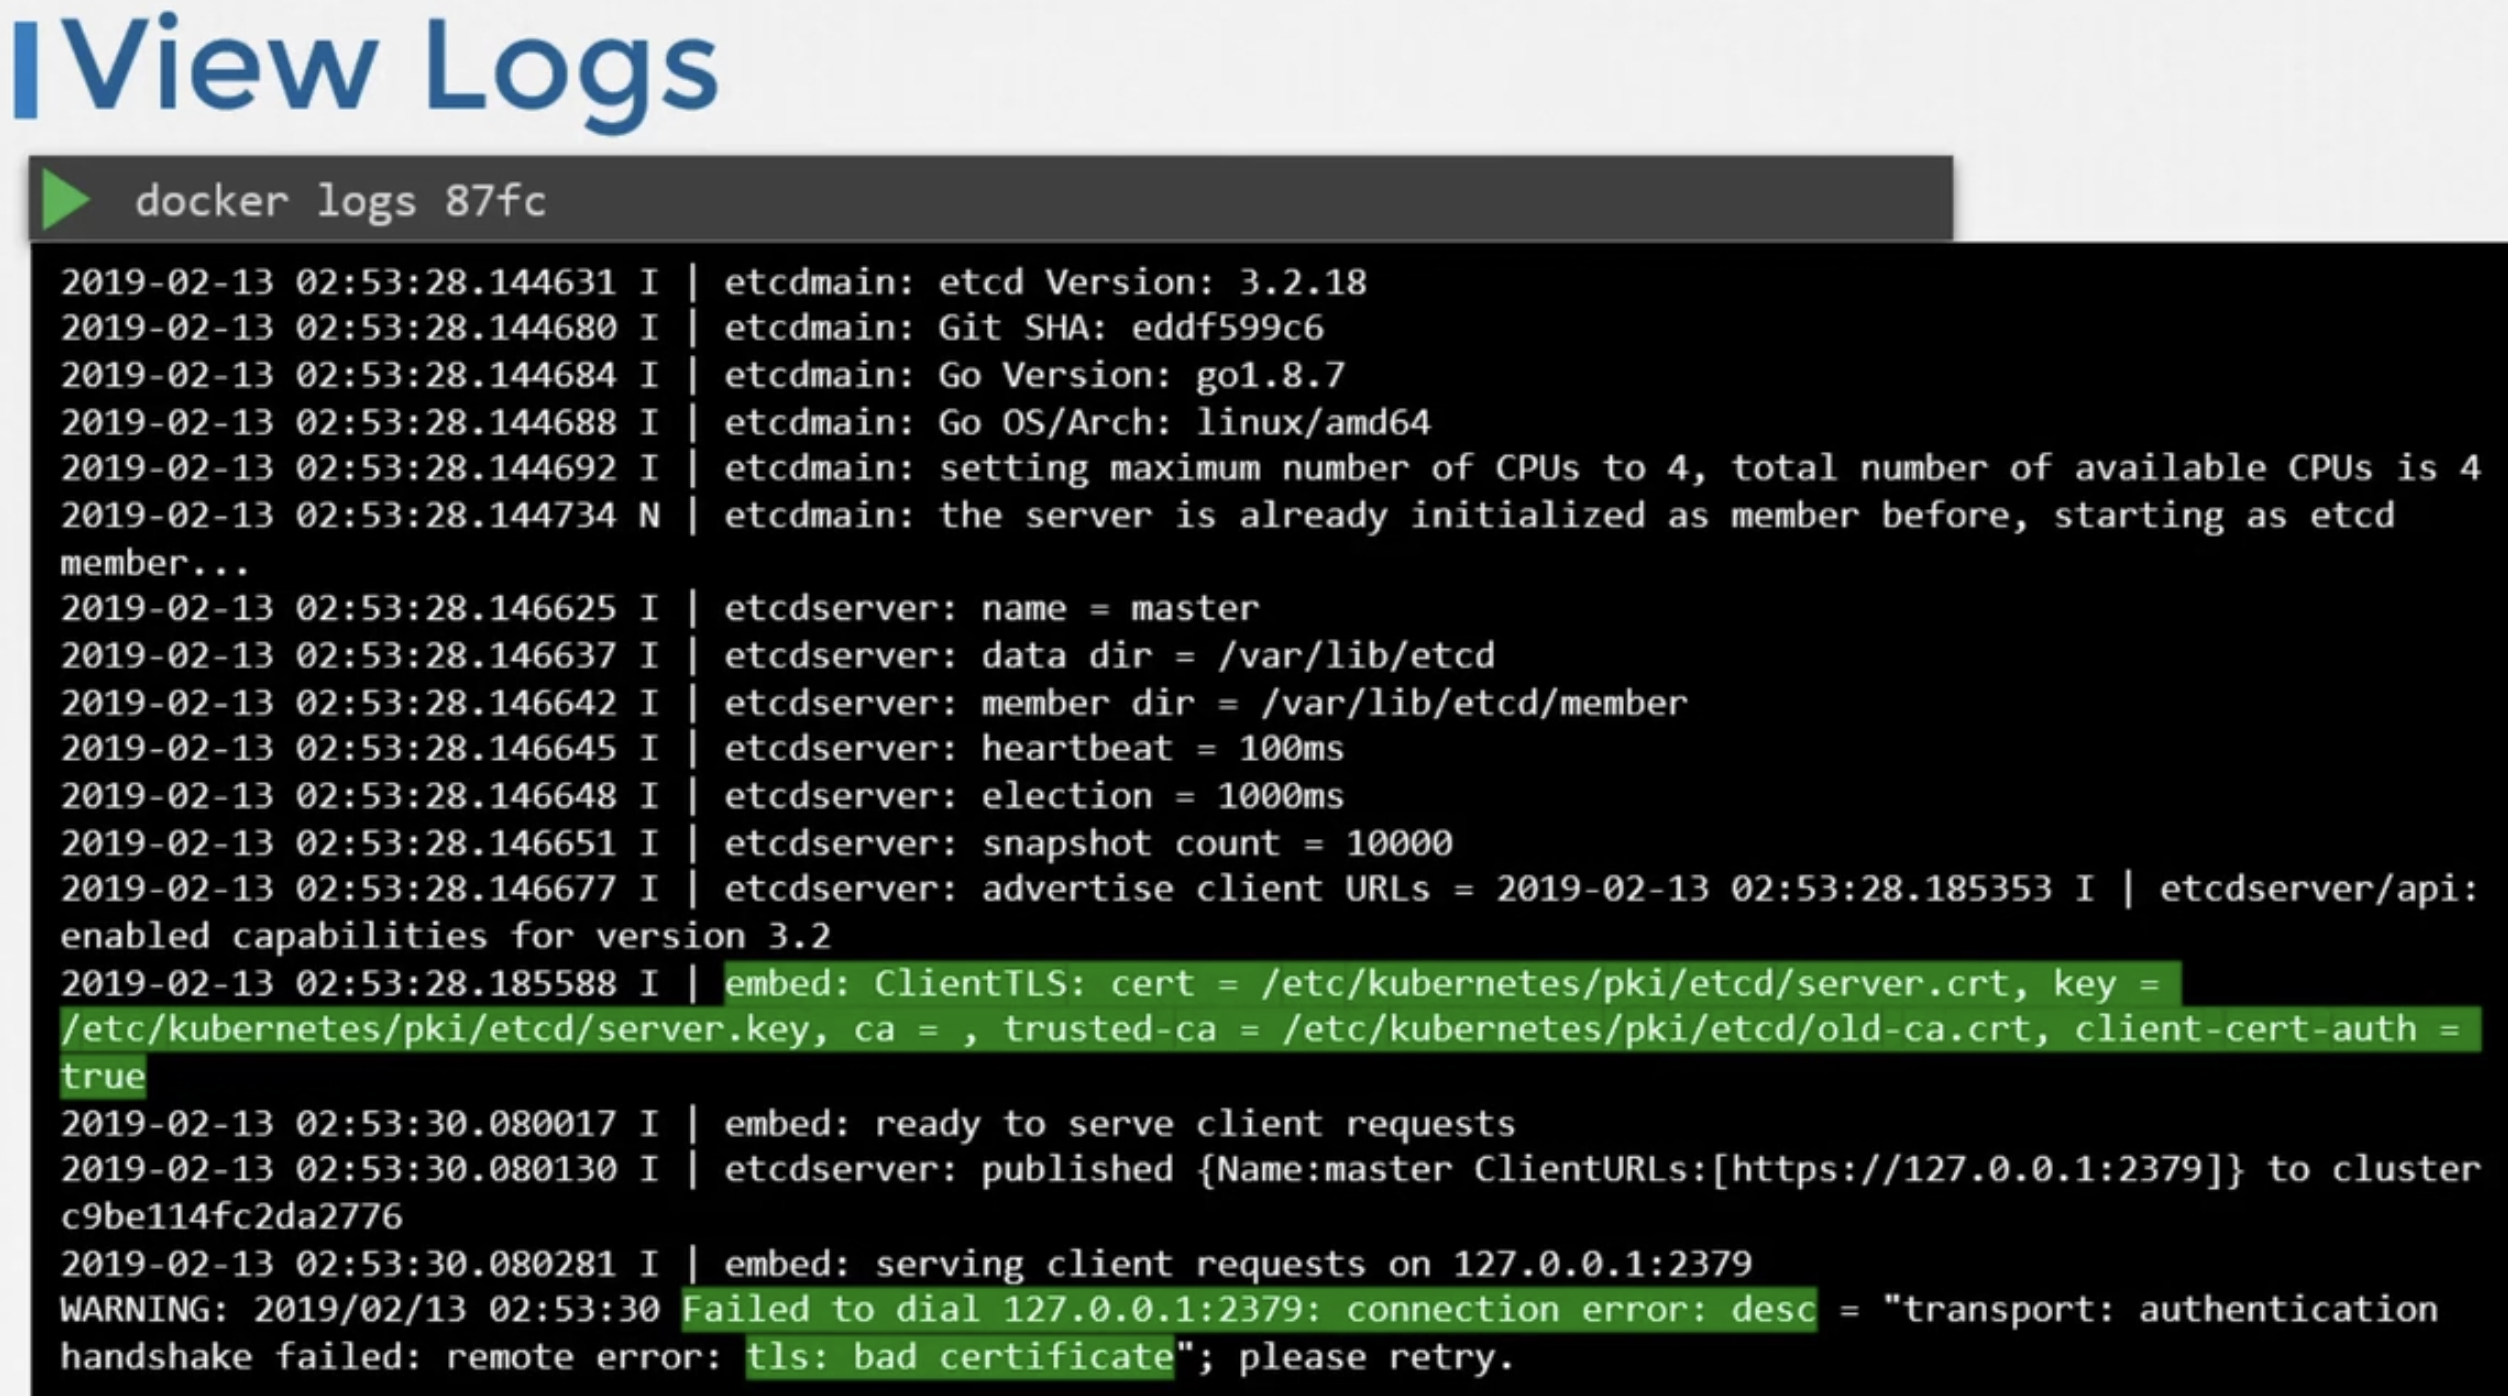 View Logs
docker logs 87fc
2019-02-13 02:53:28.144631 I | etcdmain: etcd Version: 3.2.18
2019-02-13 02:53:28.144680 I | etcdmain: Git SHA: eddf599c6
2019-02-13 02:53:28.144684 I | etcdmain: Go Version: go1.8.7
2019-02-13 02:53:28.144688 I | etcdmain: Go OS/Arch: linux/amd64
2019-02-13 02:53:28.144692 I | etcdmain: setting maximum number of CPUs to 4, total number of available CPUs is 4
2019-02-13 02:53:28.144734 N | etcdmain: the server is already initialized as member before, starting as etcd
member...
2019-02-13 02:53:28.146625 I | etcdserver: name = master
2019-02-13 02:53:28.146637 I | etcdserver: data dir = /var/lib/etcd
2019-02-13 02:53:28.146642 I | etcdserver: member dir = /var/lib/etcd/member
2019-02-13 02:53:28.146645 I | etcdserver: heartbeat = 100ms
2019-02-13 02:53:28.146648 I | etcdserver: election = 1000ms
2019-02-13 02:53:28.146651 I | etcdserver: snapshot count = 10000
2019-02-13 02:53:28.146677 I | etcdserver: advertise client URLs = 2019-02-13 02:53:28.185353 I | etcdserver/api:
enabled capabilities for version 3.2
2019-02-13 02:53:28.185588 I | embed: ClientTLS: cert = /etc/kubernetes/pki/etcd/server.crt, key =
/etc/kubernetes/pki/etcd/server.key, ca = , trusted-ca = /etc/kubernetes/pki/etcd/old-ca.crt, client-cert-auth =
true
2019-02-13 02:53:30.080017 I | embed: ready to serve client requests
2019-02-13 02:53:30.080130 I | etcdserver: published {Name:master ClientURLs:[https://127.0.0.1:2379]} to cluster
c9be114fc2da2776
2019-02-13 02:53:30.080281 I | embed: serving client requests on 127.0.0.1:2379
WARNING: 2019/02/13 02:53:30 Failed to dial 127.0.0.1:2379: connection error: desc = "transport: authentication
handshake failed: remote error: tls: bad certificate"; please retry.